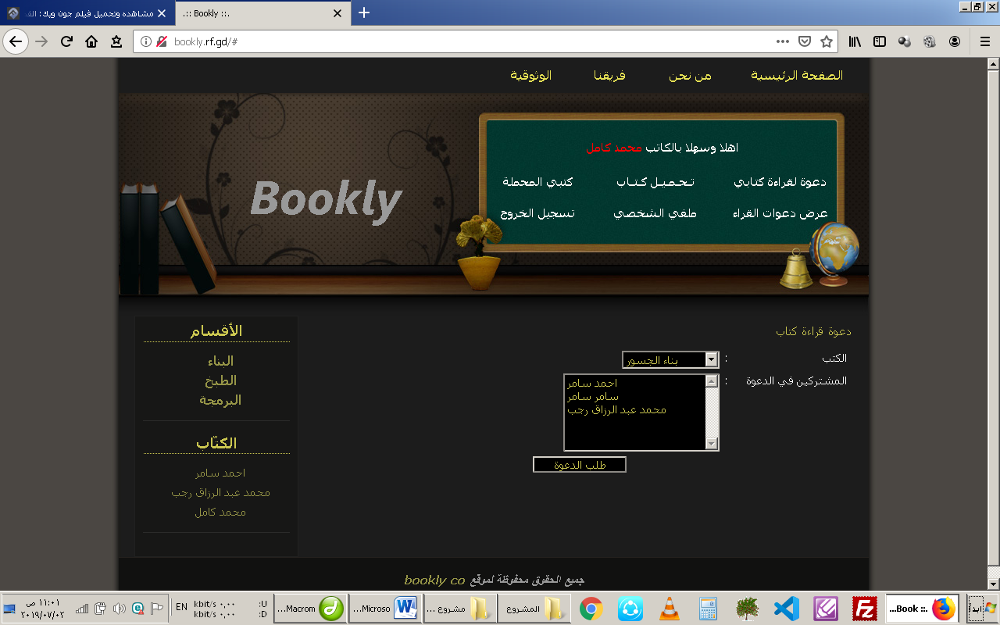 مشاهده وتحميل فيلم جون ويك : الف
.:: Bookly ::.
bookly.rf.gd/#
الصفحة الرئيسية
من نحن
فريقنا
الوثوقية
اهلا وسهلا بالكاتب محمد كامل
دعوة لقراءة كتابي
تـحـمـيـل كـتـاب
كتبي المحملة
عرض دعوات القراء
ملفي الشخصي
تسجيل الخروج
Bookly
دعوة قراءة كتاب
الكتب :
بناء الجسور
المشتركين في الدعوة :
احمد سامر
سامر سامر
محمد عبد الرزاق رجب
طلب الدعوة
الأقسام
البناء
الطبخ
البرمجة
الكتّاب
احمد سامر
محمد عبد الرزاق رجب
محمد كامل
جميع الحقوق محفوظة لموقع bookly co
ابدأ
...Book ::.
المشروع
مشروع ...
Microso...
Macrom...
U: ٠,٠٠ kbit/s
D: ٠,٠٠ kbit/s
EN
١١:٠١ ص
٢٠١٩/٠٧/٠٢